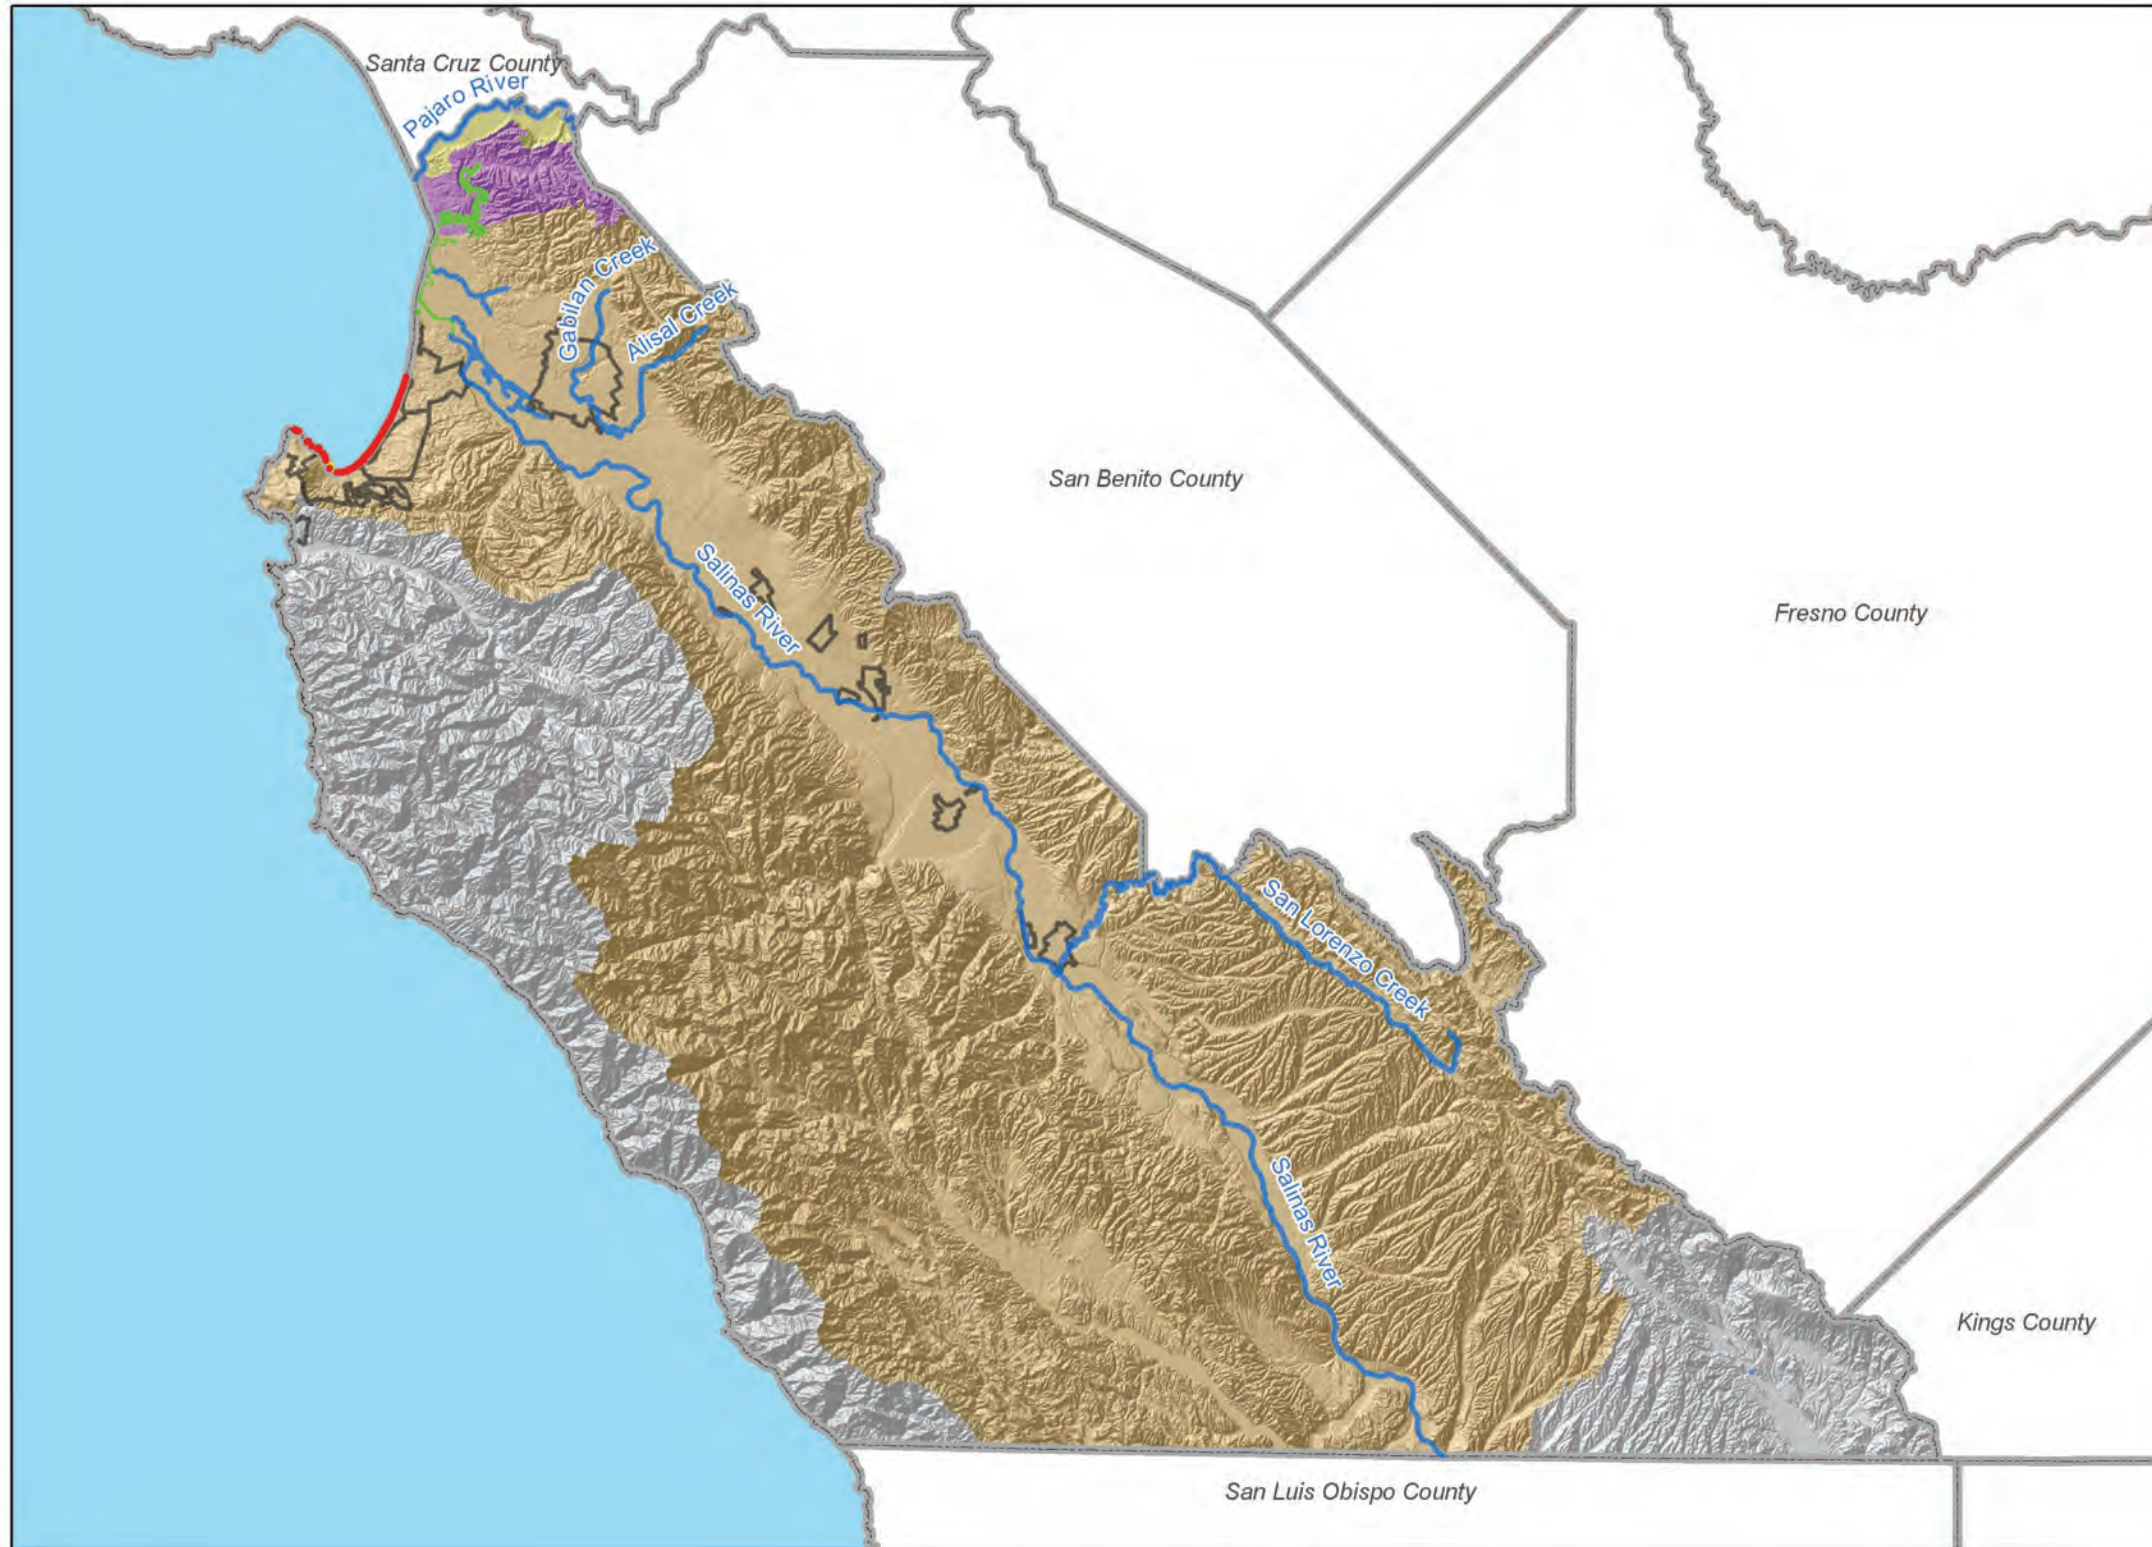 Santa Cruz County
Pajaro River
Gabilan Creek
Alisal Creek
San Benito County
Salinas River
Fresno County
San Lorenzo Creek
Salinas River
Kings County
San Luis Obispo County